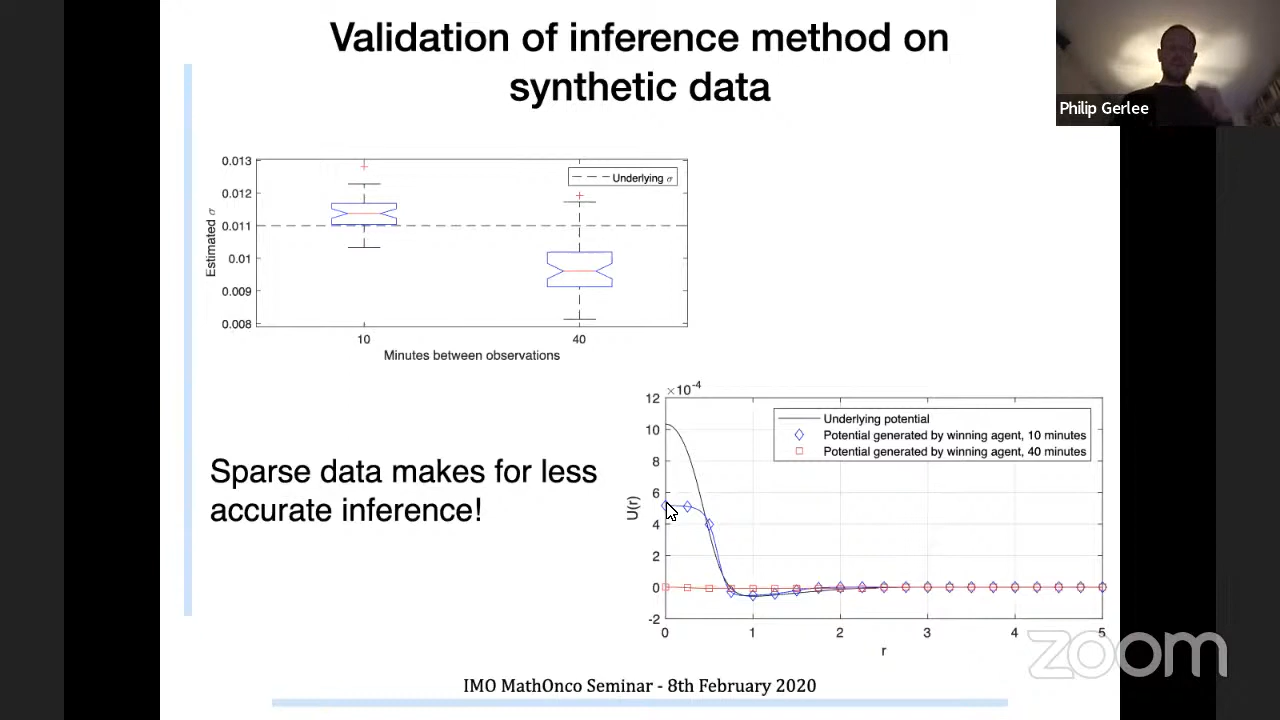 Validation of inference method on
synthetic data
Philip Gerlee
0.013
0.012
0.011
0.01
0.009
0.008
Estimated σ
Underlying σ
10
40
Minutes between observations
Sparse data makes for less
accurate inference!
×10⁻⁴
12
10
8
6
4
2
0
-2
U(r)
Underlying potential
Potential generated by winning agent, 10 minutes
Potential generated by winning agent, 40 minutes
0
1
2
3
4
5
r
zoom
IMO MathOnco Seminar - 8th February 2020